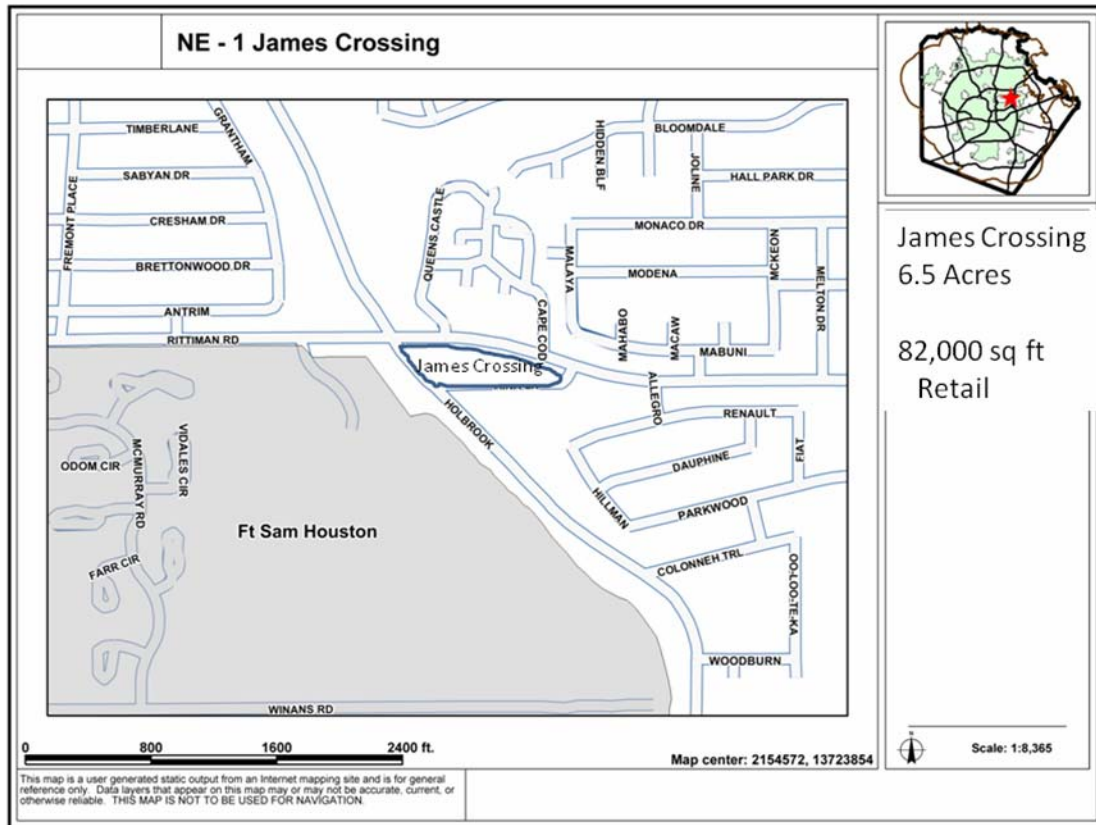 NE - 1 James Crossing
TIMBERLANE
GRANTHAM
SABYAN DR
FREMONT PLACE
CRESHAM DR
BRETTONWOOD DR
ANTRIM
RITTIMAN RD
QUEENS CASTLE
HIDDEN BLF
BLOOMDALE
JOLINE
HALL PARK DR
MONACO DR
MALAYA
MODENA
MCKEON
MELTON DR
CAPE COD
MAHABO
MACAW
MABUNI
James Crossing
HOLBROOK
ALLEGRO
RENAULT
DAUPHINE
FIAT
HILLMAN
PARKWOOD
COLONNEH TRL
OO-LOO-TE-KA
WOODBURN
VIDALES CIR
ODOM CIR
MCMURRAY RD
FARR CIR
Ft Sam Houston
WINANS RD
James Crossing
6.5 Acres
82,000 sq ft
Retail
0 800 1600 2400 ft.
Map center: 2154572, 13723854
N
Scale: 1:8,365
This map is a user generated static output from an Internet mapping site and is for general
reference only. Data layers that appear on this map may or may not be accurate, current, or
otherwise reliable. THIS MAP IS NOT TO BE USED FOR NAVIGATION.